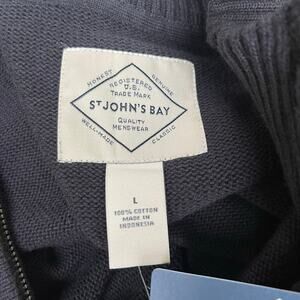 HONEST
GENUINE
REGISTERED
U.S.
TRADE MARK
ST JOHN'S BAY
QUALITY
MENSWEAR
WELL-MADE
CLASSIC
L
100% COTTON
MADE IN
INDONESIA